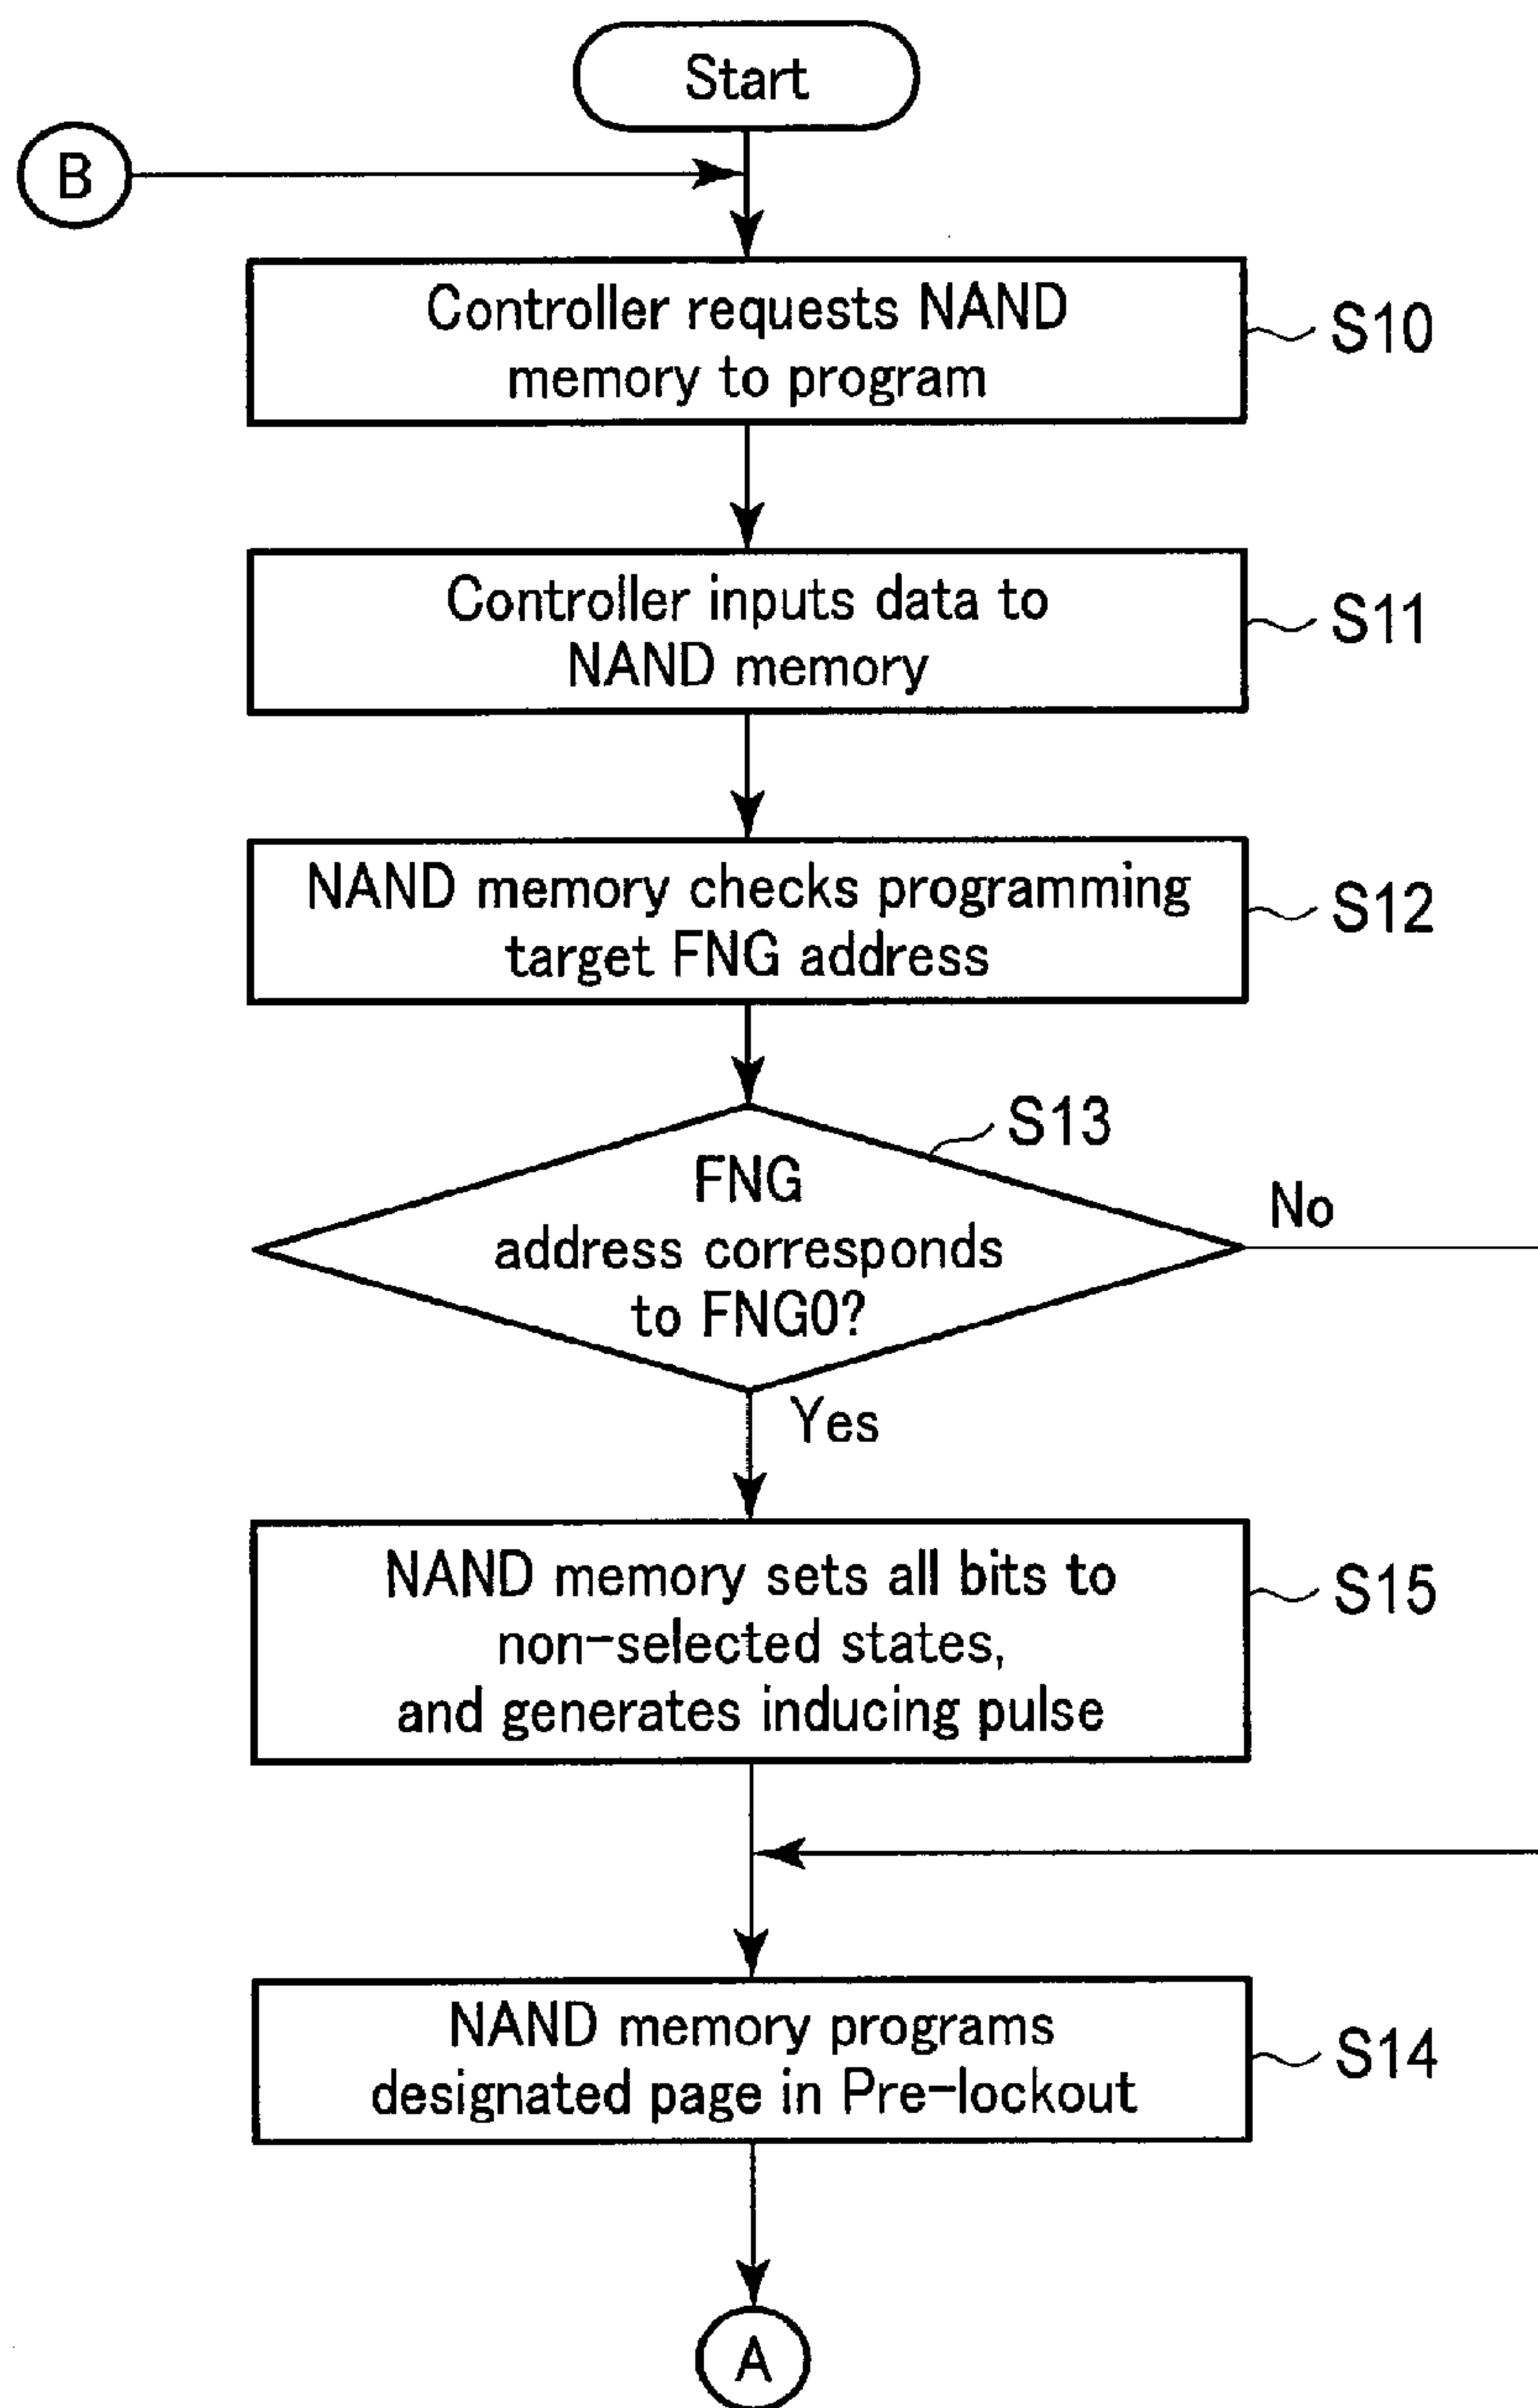 Start
B
Controller requests NAND
memory to program
S10
Controller inputs data to
NAND memory
S11
NAND memory checks programming
target FNG address
S12
S13
FNG
address corresponds
to FNG0?
No
Yes
NAND memory sets all bits to
non-selected states,
and generates inducing pulse
S15
NAND memory programs
designated page in Pre-lockout
S14
A